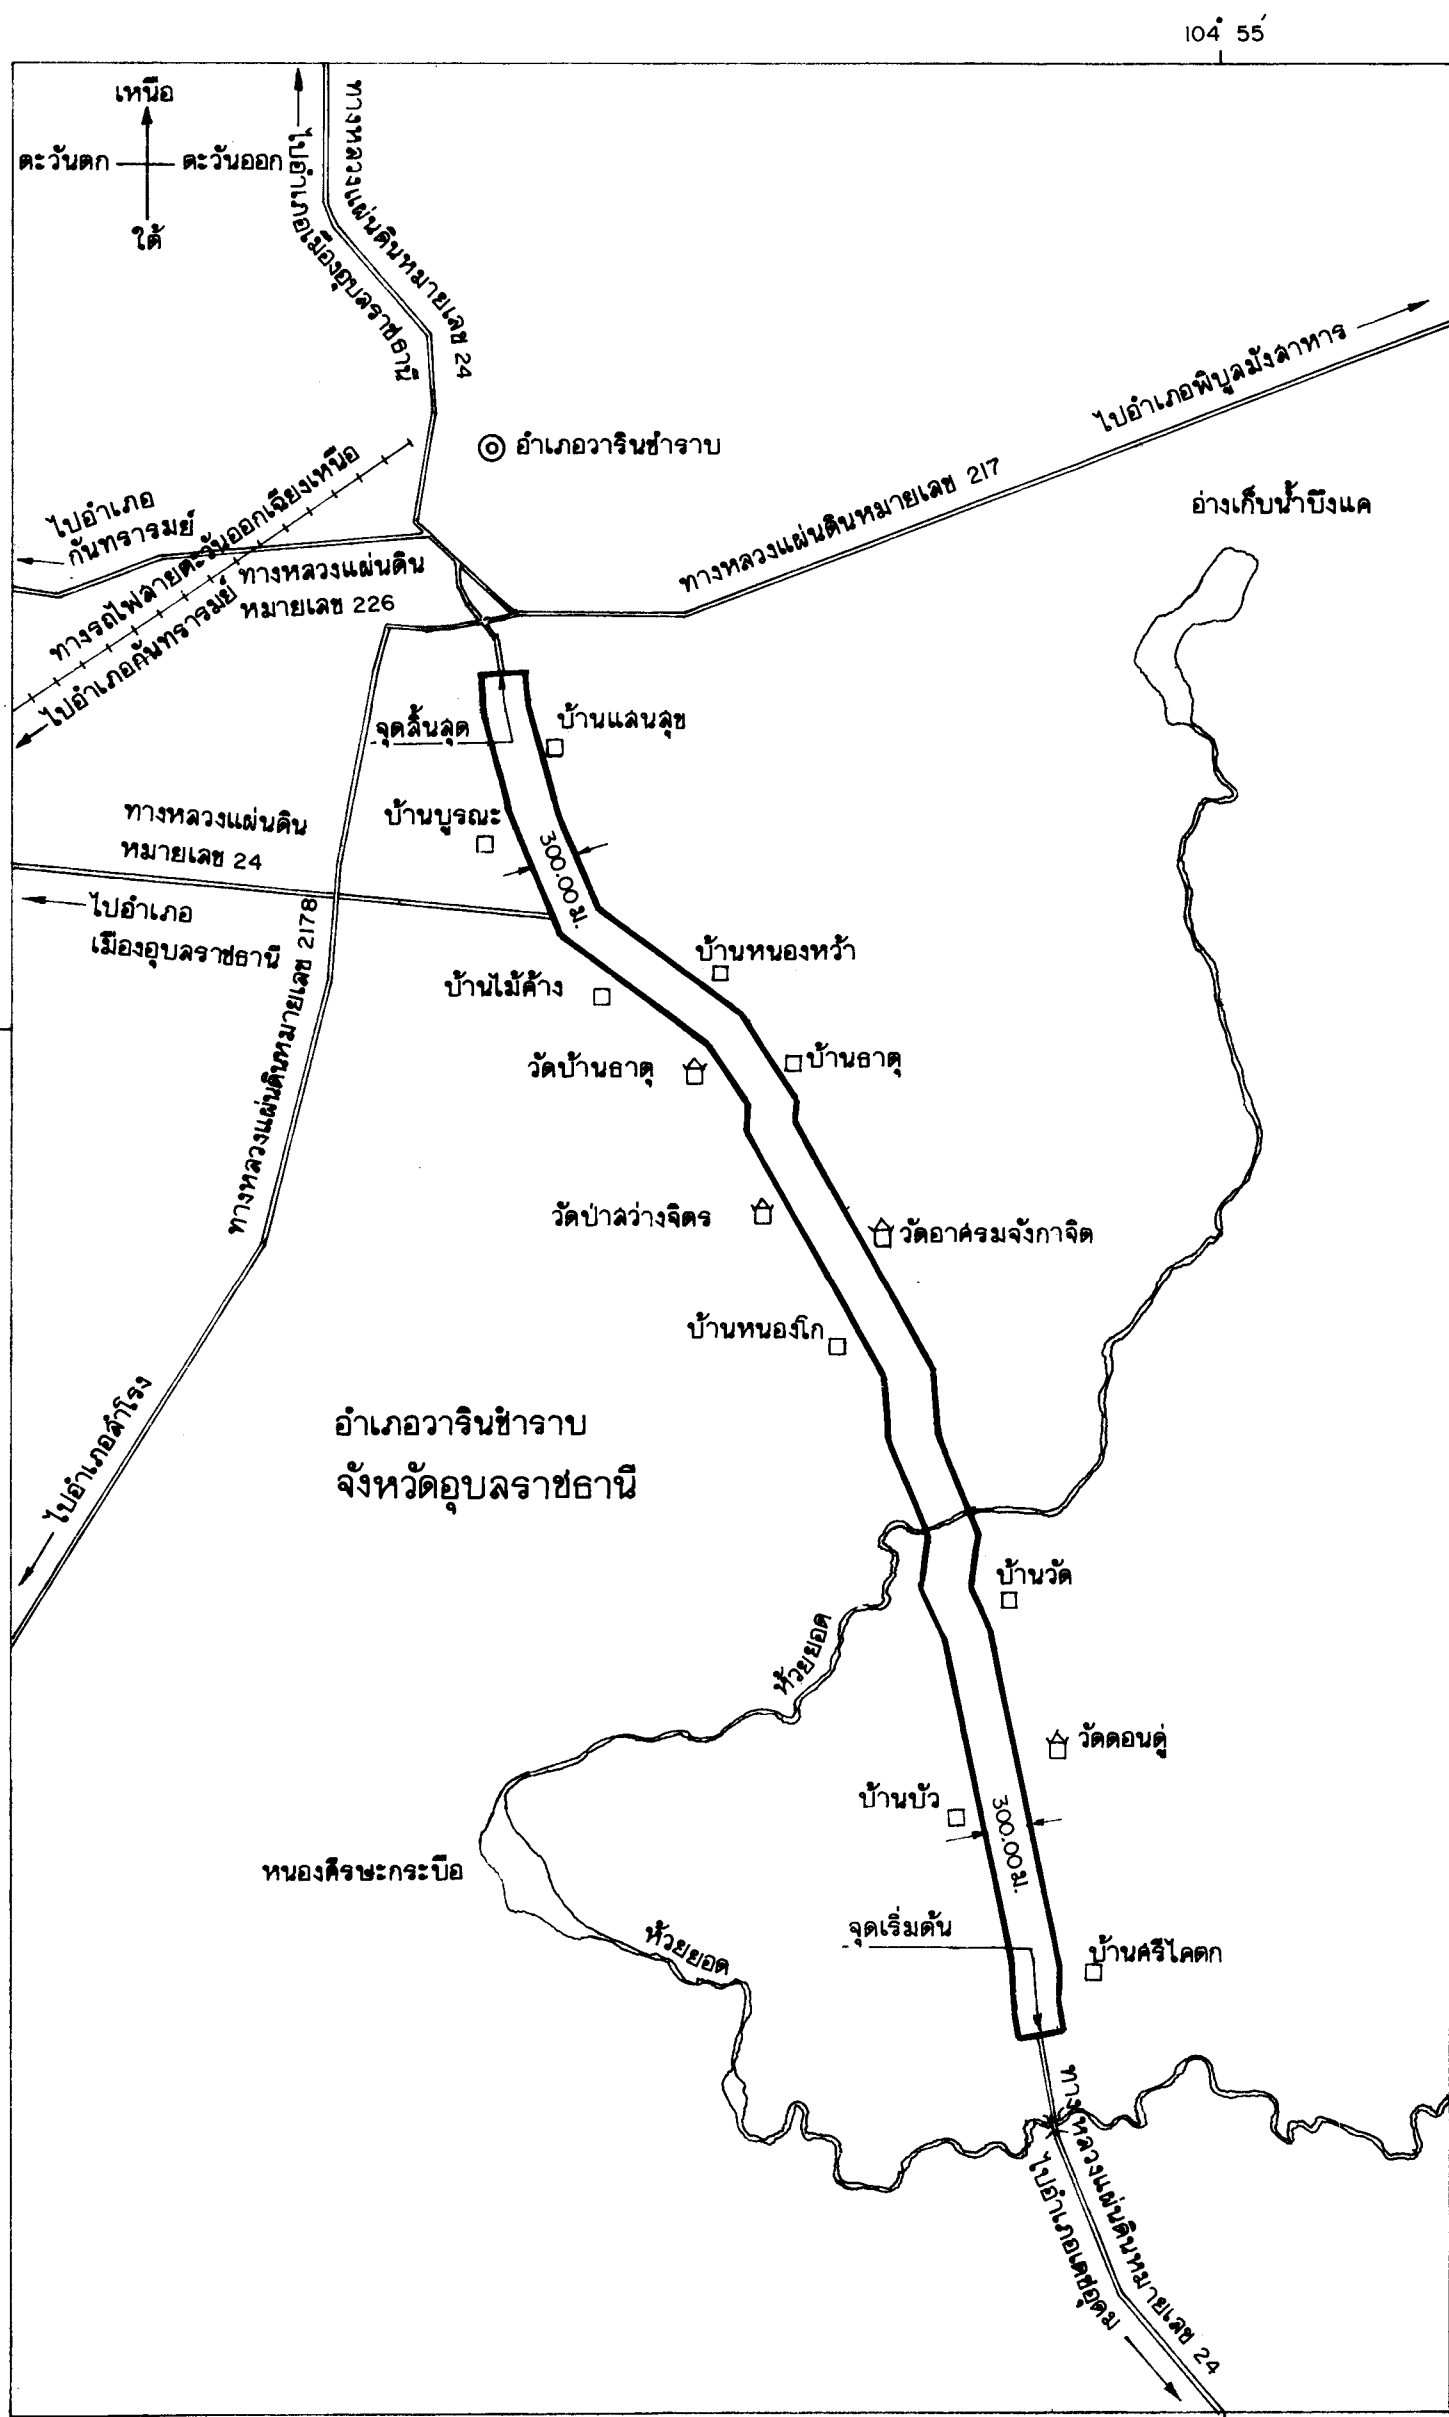 104° 55′
เหนือ
ตะวันตก
ตะวันออก
ใต้
ไปอำเภอเมืองอุบลราชธานี
ทางหลวงแผ่นดินหมายเลข 24
ไปอำเภอพิบูลมังสาหาร
ทางหลวงแผ่นดินหมายเลข 217
อำเภอวารินชำราบ
อ่างเก็บน้ำบึงแค
ไปอำเภอ
กันทรารมย์
ทางรถไฟสายตะวันออกเฉียงเหนือ
ไปอำเภอกันทรารมย์
ทางหลวงแผ่นดิน
หมายเลข 226
จุดสิ้นสุด
บ้านแสนสุข
บ้านบูรณะ
300.00 ม.
ทางหลวงแผ่นดิน
หมายเลข 24
ไปอำเภอ
เมืองอุบลราชธานี
ทางหลวงแผ่นดินหมายเลข 2178
บ้านหนองหว้า
บ้านไม้ค้าง
วัดบ้านธาตุ
บ้านธาตุ
วัดป่าสว่างจิตร
วัดอาศรมจังกาจิต
บ้านหนองโก
ไปอำเภอสำโรง
อำเภอวารินชำราบ
จังหวัดอุบลราชธานี
บ้านวัด
ห้วยยอด
วัดดอนตู่
บ้านบัว
300.00 ม.
หนองศีรษะกระบือ
ห้วยยอด
จุดเริ่มต้น
บ้านศรีไคตก
ทางหลวงแผ่นดินหมายเลข 24
ไปอำเภอเดชอุดม